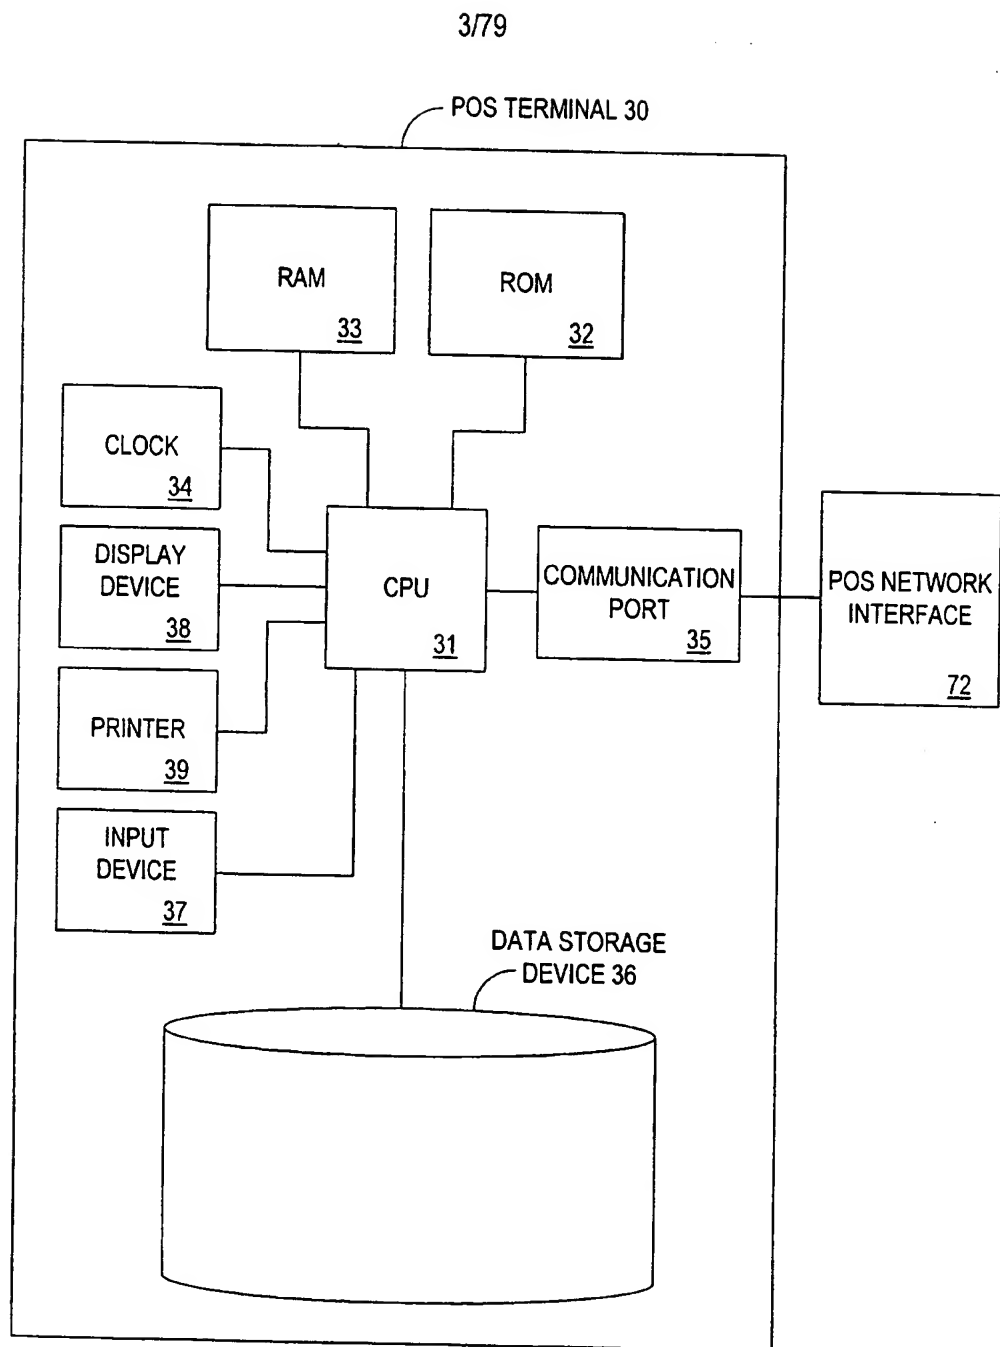 3/79
POS TERMINAL 30
RAM
33
ROM
32
CLOCK
34
DISPLAY
DEVICE
38
CPU
31
COMMUNICATION
PORT
35
POS NETWORK
INTERFACE
72
PRINTER
39
INPUT
DEVICE
37
DATA STORAGE
DEVICE 36